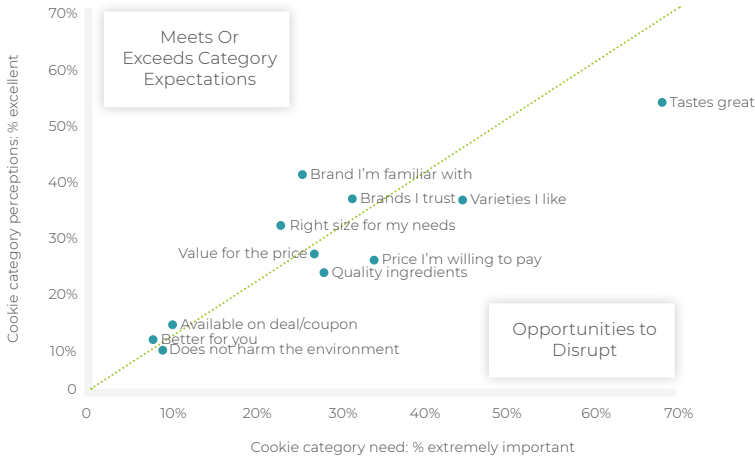 70%
Meets Or
Exceeds Category
Expectations
60%
50%
40%
30%
20%
10%
0
Cookie category perceptions: % excellent
Tastes great
Brand I’m familiar with
Brands I trust
Varieties I like
Right size for my needs
Value for the price
Price I’m willing to pay
Quality ingredients
Available on deal/coupon
Better for you
Does not harm the environment
Opportunities to
Disrupt
0 10% 20% 30% 40% 50% 60% 70%
Cookie category need: % extremely important